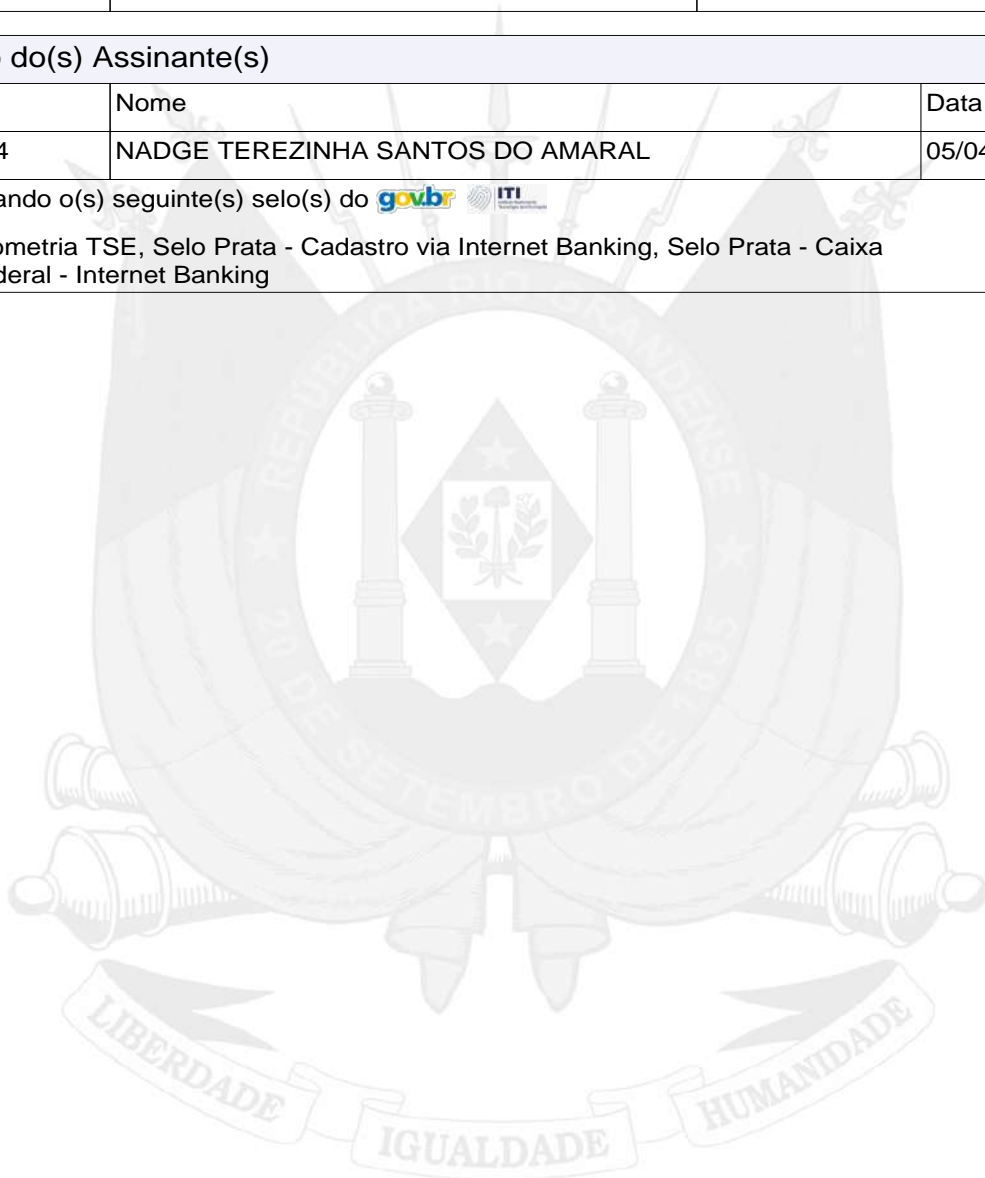 do(s) Assinante(s)
Nome Data
4 NADGE TEREZINHA SANTOS DO AMARAL 05/04
ando o(s) seguinte(s) selo(s) do gov.br ITI
ometria TSE, Selo Prata - Cadastro via Internet Banking, Selo Prata - Caixa
deral - Internet Banking
REPÚBLICA RIO GRANDENSE
20 DE SETEMBRO DE 1835
LIBERDADE IGUALDADE HUMANIDADE